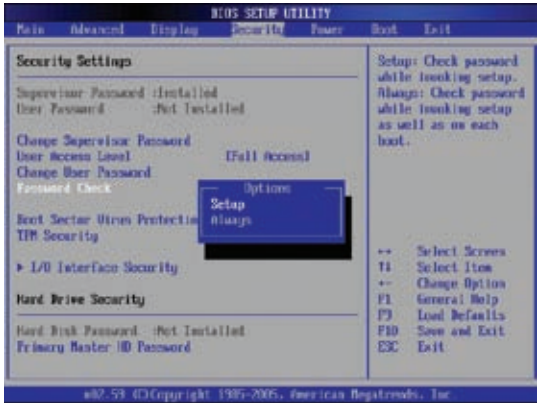 BIOS SETUP UTILITY
Main Advanced Display Security Power Boot Exit
Security Settings
Supervisor Password :Installed
User Password :Not Installed
Change Supervisor Password
User Access Level [Full Access]
Change User Password
Password Check
Boot Sector Virus Protection
TPM Security
▶ I/O Interface Security
Hard Drive Security
Hard Disk Password :Not Installed
Primary Master HD Password
Options
Setup
Always
Setup: Check password
while invoking setup.
Always: Check password
while invoking setup
as well as on each
boot.
↔ Select Screen
↑↓ Select Item
+- Change Option
F1 General Help
F9 Load Defaults
F10 Save and Exit
ESC Exit
v02.59 (C)Copyright 1985-2005, American Megatrends, Inc.